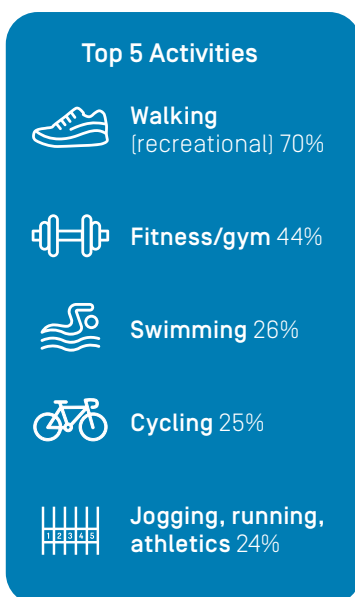 Top 5 Activities
Walking
(recreational) 70%
Fitness/gym 44%
Swimming 26%
Cycling 25%
1 2 3 4 5
Jogging, running,
athletics 24%